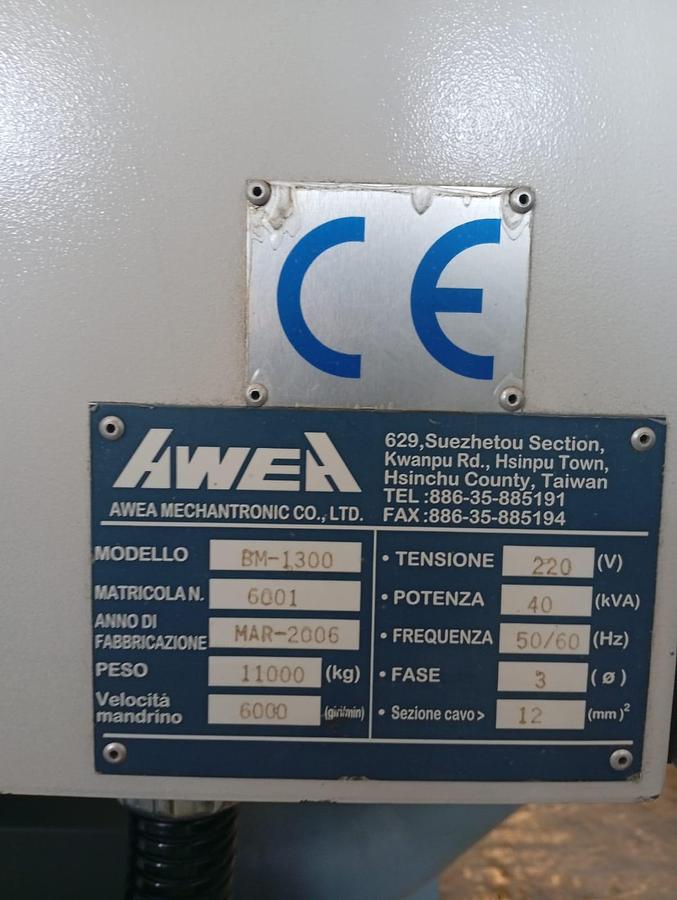 CE
AWEA
AWEA MECHANTRONIC CO., LTD.
629,Suezhetou Section,
Kwanpu Rd., Hsinpu Town,
Hsinchu County, Taiwan
TEL :886-35-885191
FAX :886-35-885194
MODELLO BM-1300
MATRICOLA N. 6001
ANNO DI
FABBRICAZIONE MAR-2006
PESO 11000 (kg)
Velocità
mandrino 6000 (giri/min)
• TENSIONE 220 (V)
• POTENZA 40 (kVA)
• FREQUENZA 50/60 (Hz)
• FASE 3 (ø)
• Sezione cavo> 12 (mm)²